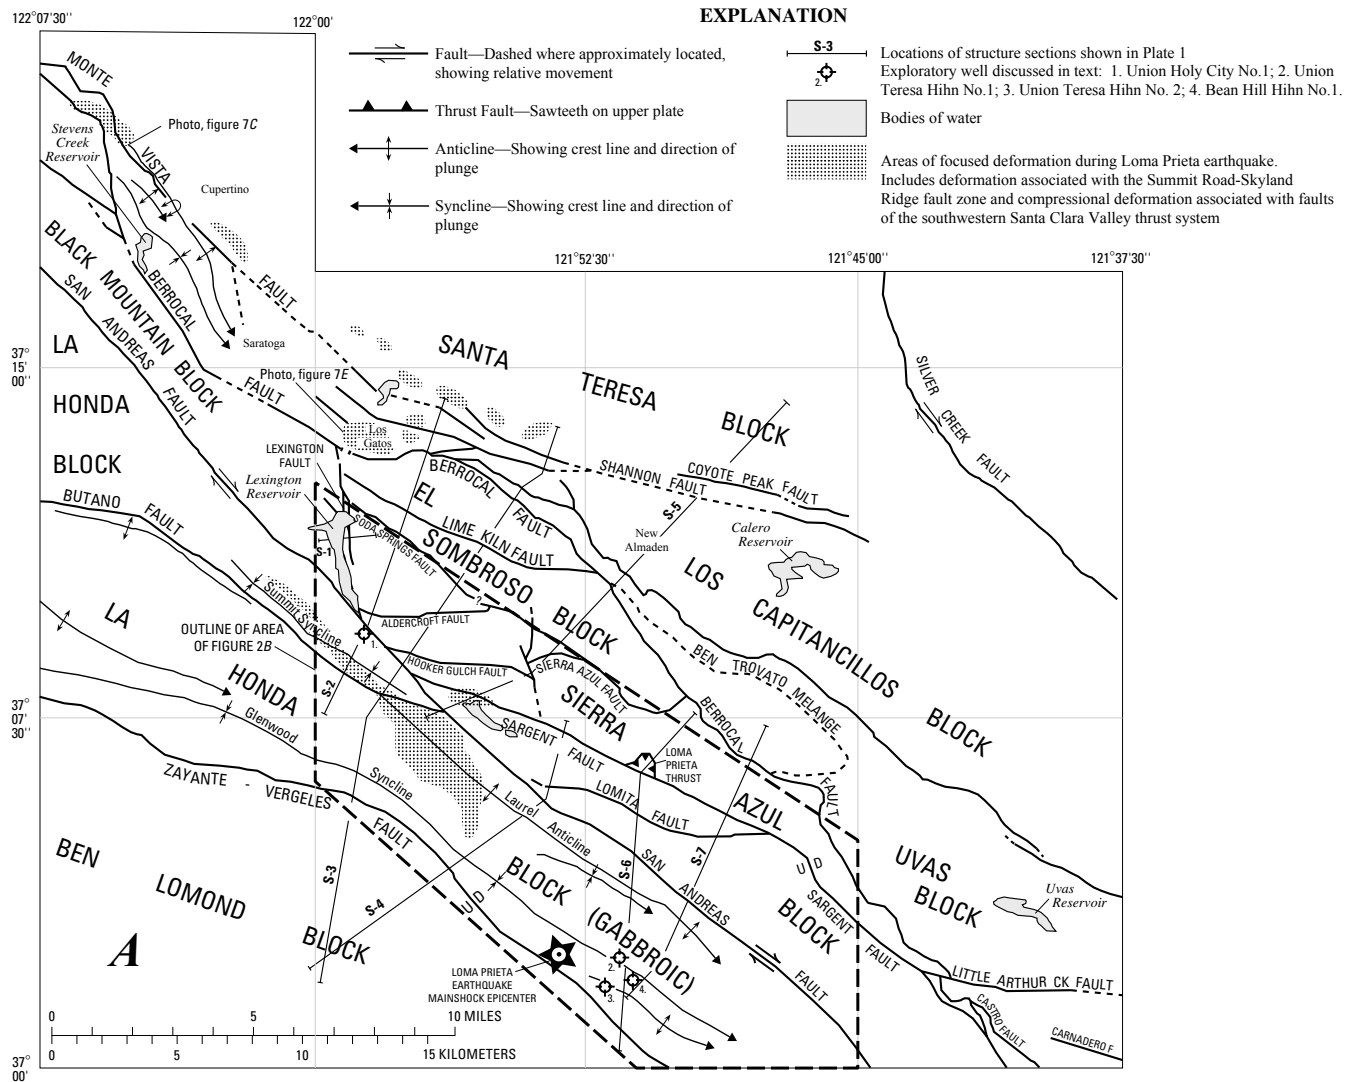 EXPLANATION
122°07'30''
122°00'
Fault—Dashed where approximately located,
showing relative movement
Thrust Fault—Sawteeth on upper plate
Anticline—Showing crest line and direction of
plunge
Syncline—Showing crest line and direction of
plunge
S-3
Locations of structure sections shown in Plate 1
2.
Exploratory well discussed in text: 1. Union Holy City No.1; 2. Union
Teresa Hihn No.1; 3. Union Teresa Hihn No. 2; 4. Bean Hill Hihn No.1.
Bodies of water
Areas of focused deformation during Loma Prieta earthquake.
Includes deformation associated with the Summit Road-Skyland
Ridge fault zone and compressional deformation associated with faults
of the southwestern Santa Clara Valley thrust system
121°52'30''
121°45'00''
121°37'30''
MONTE
VISTA
FAULT
Photo, figure 7C
Stevens
Creek
Reservoir
Cupertino
BLACK MOUNTAIN BLOCK
BERROCAL
FAULT
SAN ANDREAS FAULT
Saratoga
37°
15'
00''
LA
HONDA
BLOCK
Photo, figure 7E
Los
Gatos
SANTA TERESA BLOCK
SILVER CREEK FAULT
LEXINGTON
FAULT
Lexington
Reservoir
BERROCAL
FAULT
SHANNON FAULT
COYOTE PEAK FAULT
S-5
BUTANO FAULT
EL
SOMBROSO
BLOCK
LIME KILN FAULT
SODA SPRINGS FAULT
S-1
New
Almaden
Calero
Reservoir
LOS CAPITANCILLOS BLOCK
?
Summit Syncline
ALDERCROFT FAULT
1.
OUTLINE OF AREA
OF FIGURE 2B
LA
HONDA
HOOKER GULCH FAULT
SIERRA AZUL FAULT
BEN TROVATO MELANGE
S-2
SIERRA
AZUL
BLOCK
BERROCAL
FAULT
37°
07'
30''
Glenwood
Syncline
SARGENT FAULT
LOMA
PRIETA
THRUST
ZAYANTE - VERGELES
FAULT
Laurel Anticline
LOMITA FAULT
BEN LOMOND BLOCK
S-3
S-4
BLOCK
(GABBROIC)
S-6
S-7
SAN ANDREAS
FAULT
U D
U D
SARGENT FAULT
UVAS
BLOCK
Uvas
Reservoir
A
LOMA PRIETA
EARTHQUAKE
MAINSHOCK EPICENTER
2.
3.
4.
LITTLE ARTHUR CK FAULT
CASTRO FAULT
CARNADERO F
0 5 10 MILES
0 5 10 15 KILOMETERS
37°
00'